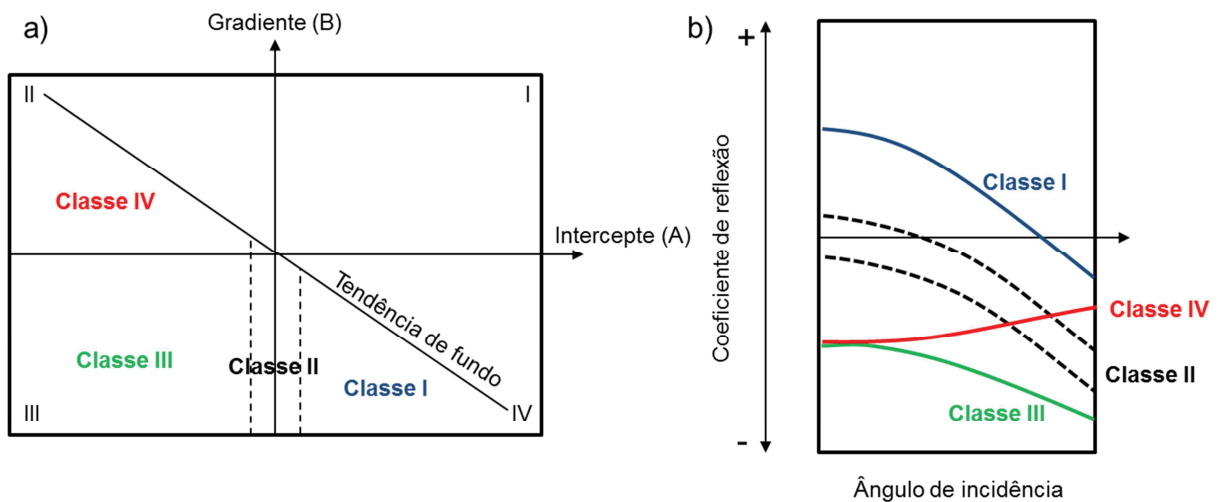 a)
Gradiente (B)
II
I
Classe IV
Intercepte (A)
Tendência de fundo
Classe III
Classe II
Classe I
III
IV
b)
+
Coeficiente de reflexão
Classe I
Classe IV
Classe II
Classe III
-
Ângulo de incidência